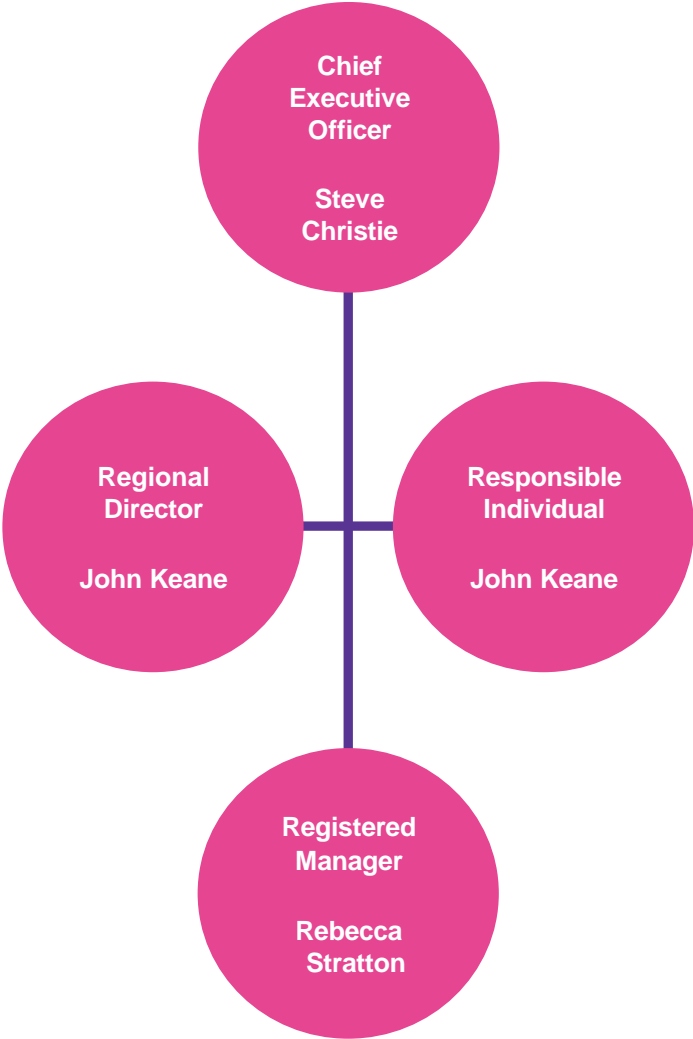 Chief
Executive
Officer
Steve
Christie
Regional
Director
John Keane
Responsible
Individual
John Keane
Registered
Manager
Rebecca
Stratton